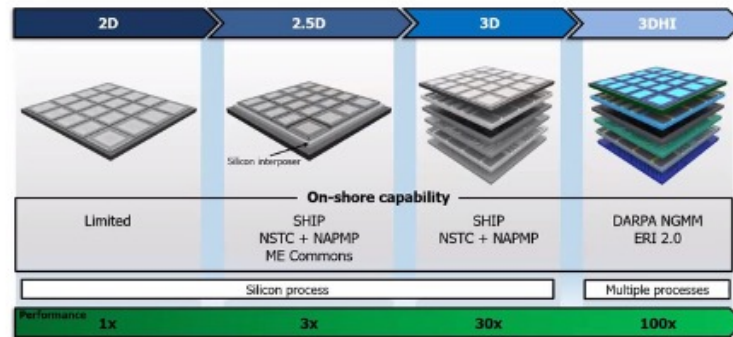 2D
2.5D
3D
3DHI
Silicon interposer
On-shore capability
Limited
SHIP
NSTC + NAPMP
ME Commons
SHIP
NSTC + NAPMP
DARPA NGMM
ERI 2.0
Silicon process
Multiple processes
Performance
1x
3x
30x
100x